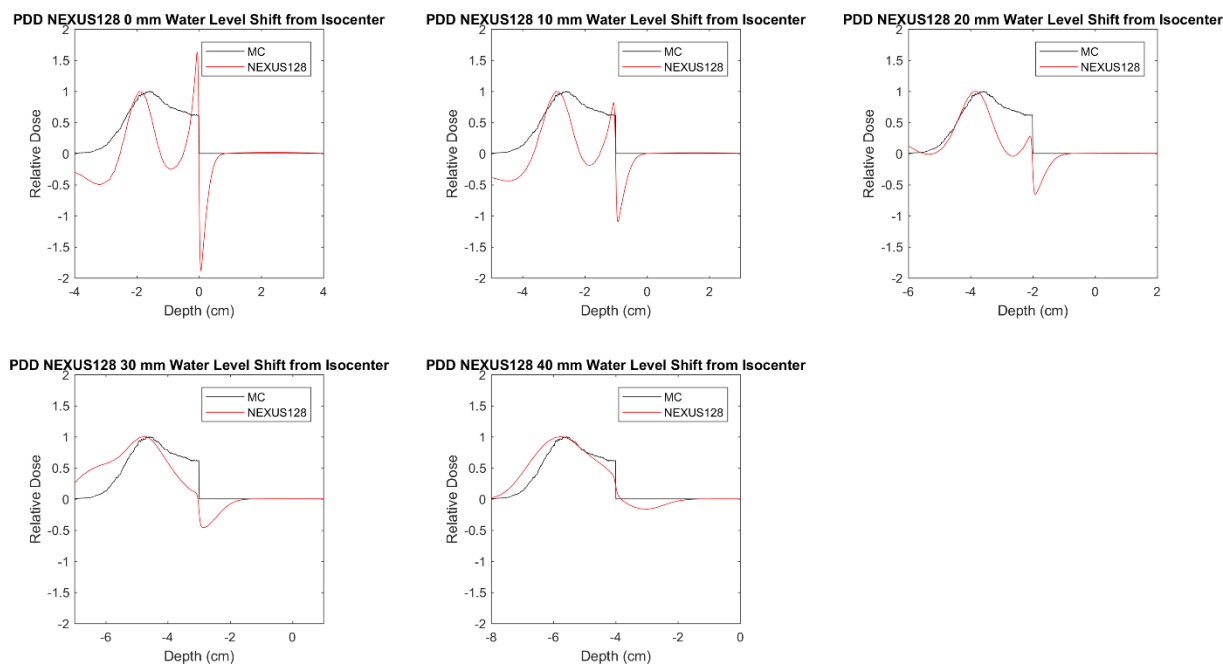 PDD NEXUS128 0 mm Water Level Shift from Isocenter
2
1.5
1
0.5
0
-0.5
-1
-1.5
-2
Relative Dose
MC
NEXUS128
-4
-2
0
2
4
Depth (cm)
PDD NEXUS128 10 mm Water Level Shift from Isocenter
2
1.5
1
0.5
0
-0.5
-1
-1.5
-2
Relative Dose
MC
NEXUS128
-4
-2
0
2
Depth (cm)
PDD NEXUS128 20 mm Water Level Shift from Isocenter
2
1.5
1
0.5
0
-0.5
-1
-1.5
-2
Relative Dose
MC
NEXUS128
-6
-4
-2
0
2
Depth (cm)
PDD NEXUS128 30 mm Water Level Shift from Isocenter
2
1.5
1
0.5
0
-0.5
-1
-1.5
-2
Relative Dose
MC
NEXUS128
-6
-4
-2
0
Depth (cm)
PDD NEXUS128 40 mm Water Level Shift from Isocenter
2
1.5
1
0.5
0
-0.5
-1
-1.5
-2
Relative Dose
MC
NEXUS128
-8
-6
-4
-2
0
Depth (cm)